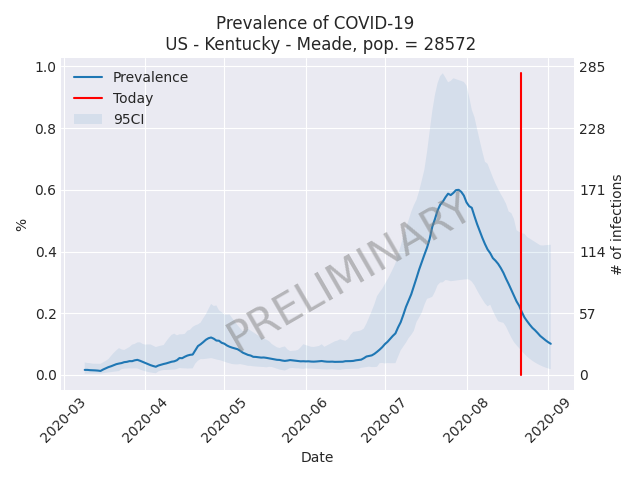 Prevalence of COVID-19
US - Kentucky - Meade, pop. = 28572
Prevalence
Today
95CI
1.0
0.8
0.6
0.4
0.2
0.0
%
285
228
171
114
57
0
# of infections
PRELIMINARY
2020-03
2020-04
2020-05
2020-06
2020-07
2020-08
2020-09
Date